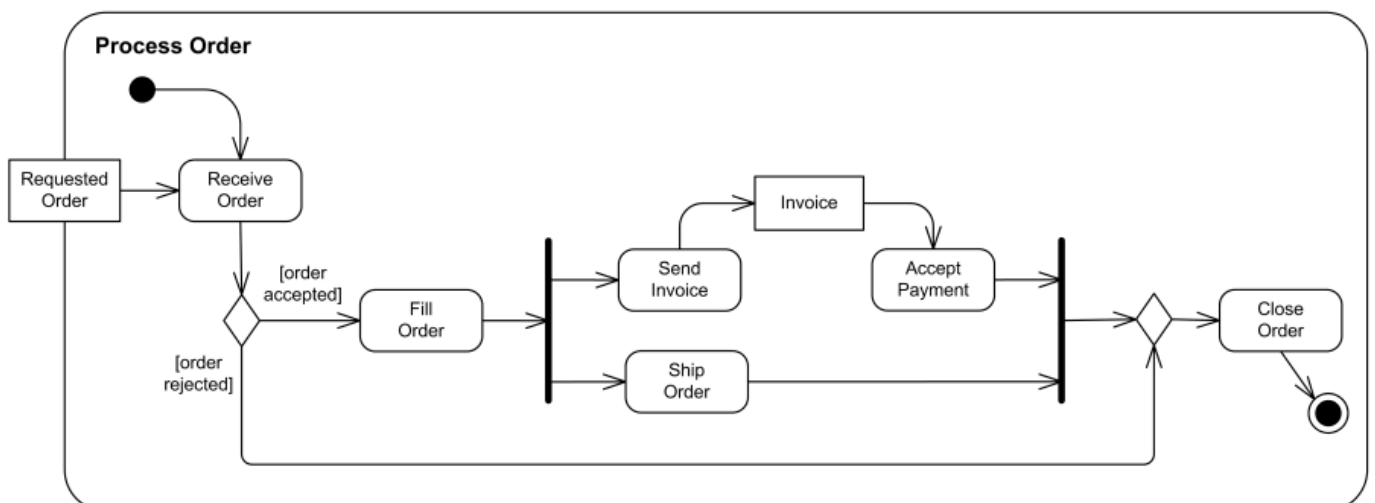 Process Order
Requested
Order
Receive
Order
[order
accepted]
[order
rejected]
Fill
Order
Send
Invoice
Invoice
Accept
Payment
Ship
Order
Close
Order